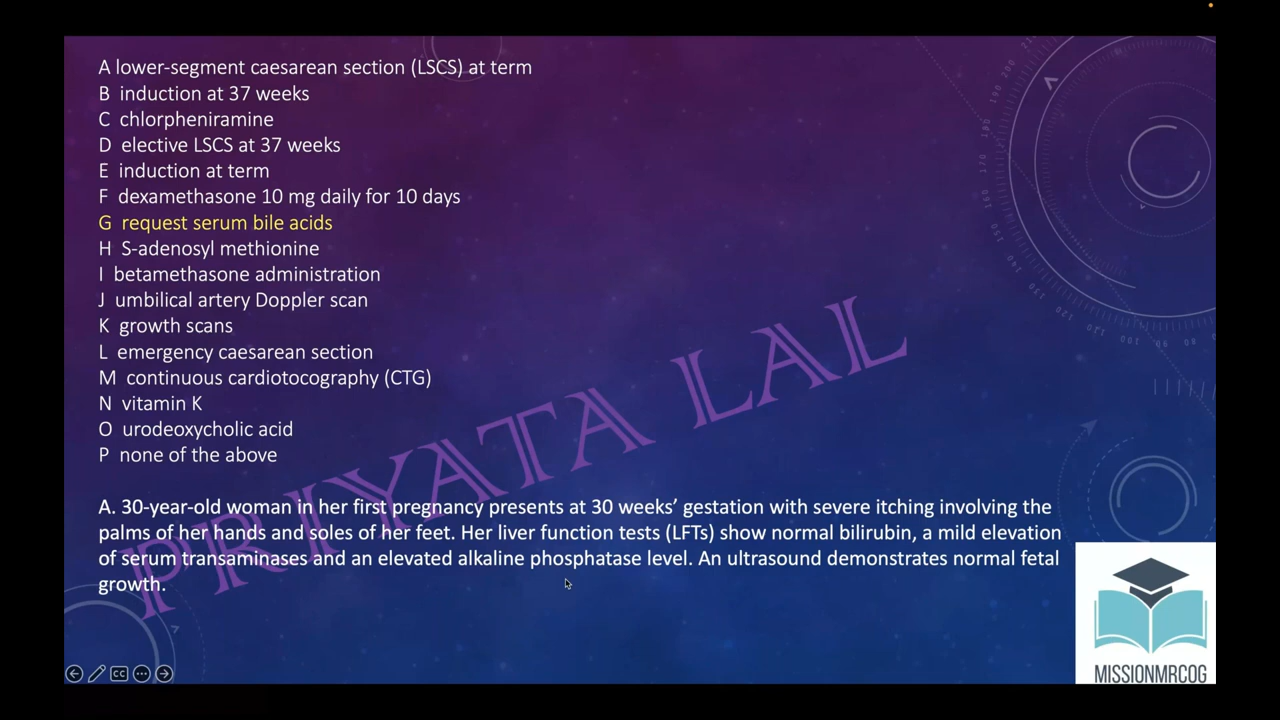 A lower-segment caesarean section (LSCS) at term
B induction at 37 weeks
C chlorpheniramine
D elective LSCS at 37 weeks
E induction at term
F dexamethasone 10 mg daily for 10 days
G request serum bile acids
H S-adenosyl methionine
I betamethasone administration
J umbilical artery Doppler scan
K growth scans
L emergency caesarean section
M continuous cardiotocography (CTG)
N vitamin K
O urodeoxycholic acid
P none of the above
PRIYATA LAL
A. 30-year-old woman in her first pregnancy presents at 30 weeks’ gestation with severe itching involving the
palms of her hands and soles of her feet. Her liver function tests (LFTs) show normal bilirubin, a mild elevation
of serum transaminases and an elevated alkaline phosphatase level. An ultrasound demonstrates normal fetal
growth.
CC
MISSIONMRCOG